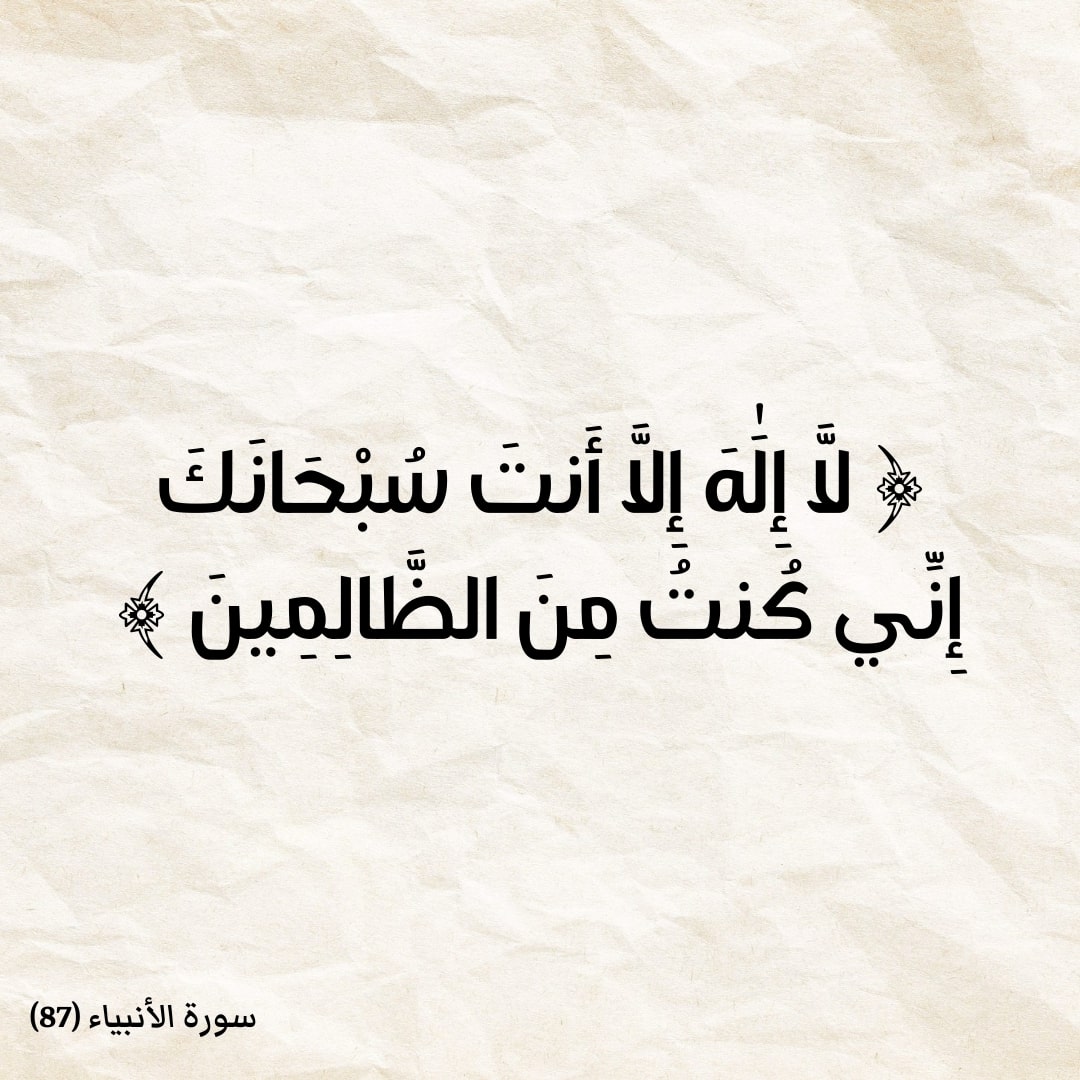 ﴿ لَّا إِلَٰهَ إِلَّا أَنتَ سُبْحَانَكَ
إِنِّي كُنتُ مِنَ الظَّالِمِينَ ﴾
سورة الأنبياء (87)